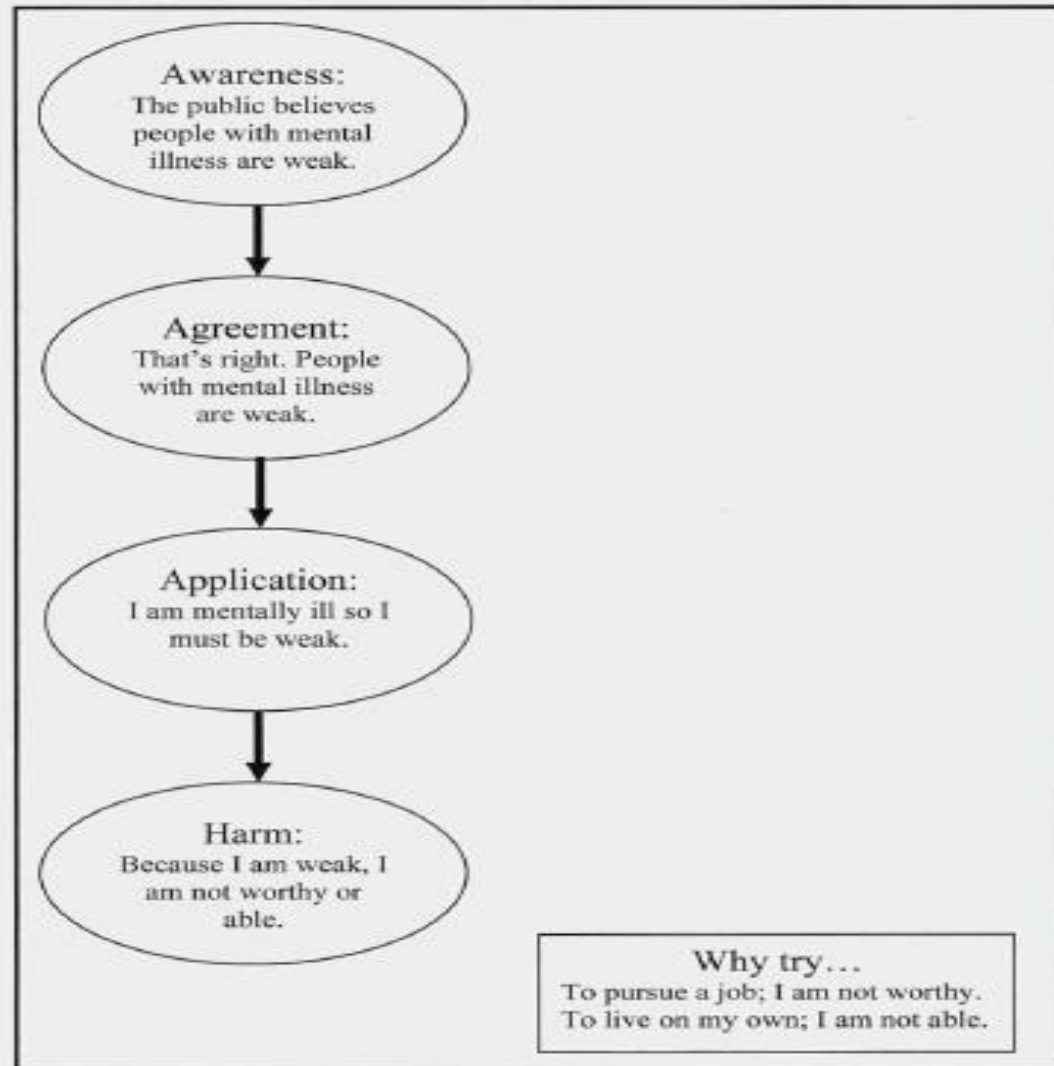 Awareness:
The public believes
people with mental
illness are weak.
Agreement:
That's right. People
with mental illness
are weak.
Application:
I am mentally ill so I
must be weak.
Harm:
Because I am weak, I
am not worthy or
able.
Why try...
To pursue a job; I am not worthy.
To live on my own; I am not able.